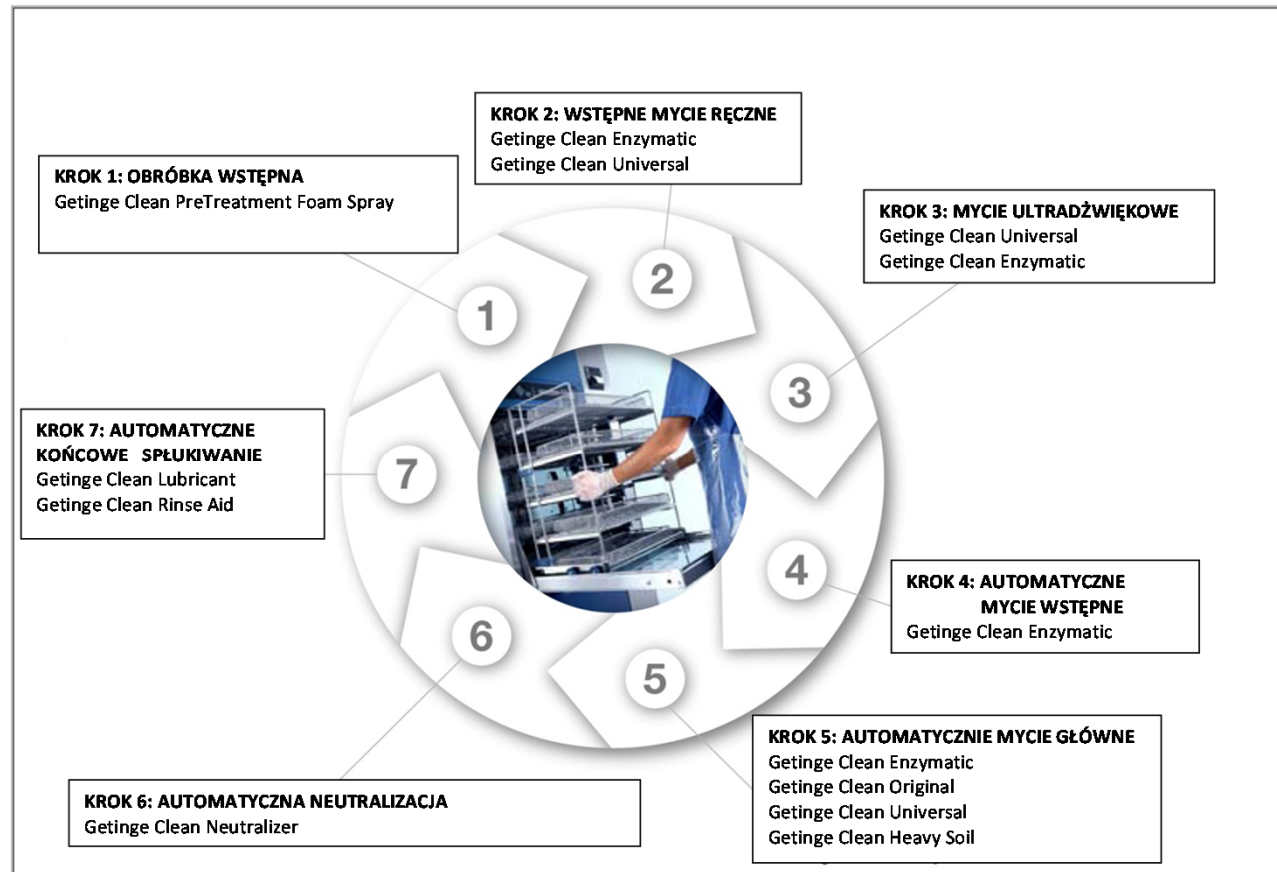 KROK 1: OBRÓBKA WSTĘPNA
Getinge Clean PreTreatment Foam Spray
KROK 2: WSTĘPNE MYCIE RĘCZNE
Getinge Clean Enzymatic
Getinge Clean Universal
KROK 3: MYCIE ULTRADŻWIĘKOWE
Getinge Clean Universal
Getinge Clean Enzymatic
KROK 4: AUTOMATYCZNE
MYCIE WSTĘPNE
Getinge Clean Enzymatic
KROK 5: AUTOMATYCZNIE MYCIE GŁÓWNE
Getinge Clean Enzymatic
Getinge Clean Original
Getinge Clean Universal
Getinge Clean Heavy Soil
KROK 6: AUTOMATYCZNA NEUTRALIZACJA
Getinge Clean Neutralizer
KROK 7: AUTOMATYCZNE
KOŃCOWE SPŁUKIWANIE
Getinge Clean Lubricant
Getinge Clean Rinse Aid
1
2
3
4
5
6
7